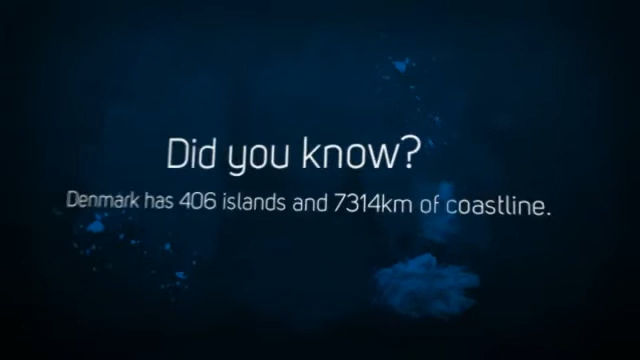 Did you know?
Denmark has 406 islands and 7314km of coastline.